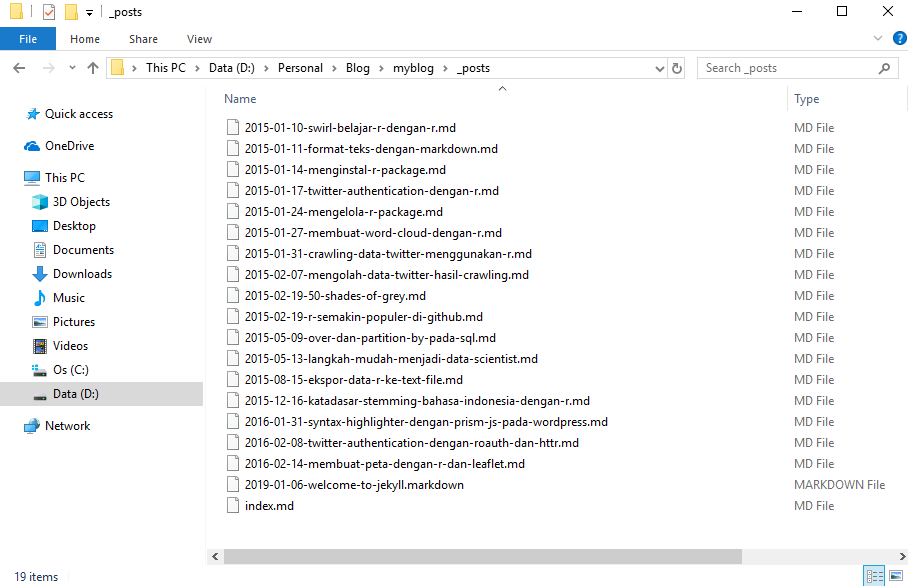 _posts
File Home Share View
This PC Data (D:) Personal Blog myblog _posts
Search _posts
Name Type
Quick access
OneDrive
This PC
3D Objects
Desktop
Documents
Downloads
Music
Pictures
Videos
Os (C:)
Data (D:)
Network
2015-01-10-swirl-belajar-r-dengan-r.md MD File
2015-01-11-format-teks-dengan-markdown.md MD File
2015-01-14-menginstal-r-package.md MD File
2015-01-17-twitter-authentication-dengan-r.md MD File
2015-01-24-mengelola-r-package.md MD File
2015-01-27-membuat-word-cloud-dengan-r.md MD File
2015-01-31-crawling-data-twitter-menggunakan-r.md MD File
2015-02-07-mengolah-data-twitter-hasil-crawling.md MD File
2015-02-19-50-shades-of-grey.md MD File
2015-02-19-r-semakin-populer-di-github.md MD File
2015-05-09-over-dan-partition-by-pada-sql.md MD File
2015-05-13-langkah-mudah-menjadi-data-scientist.md MD File
2015-08-15-ekspor-data-r-ke-text-file.md MD File
2015-12-16-katadasar-stemming-bahasa-indonesia-dengan-r.md MD File
2016-01-31-syntax-highlighter-dengan-prism-js-pada-wordpress.md MD File
2016-02-08-twitter-authentication-dengan-roauth-dan-httr.md MD File
2016-02-14-membuat-peta-dengan-r-dan-leaflet.md MD File
2019-01-06-welcome-to-jekyll.markdown MARKDOWN File
index.md MD File
19 items